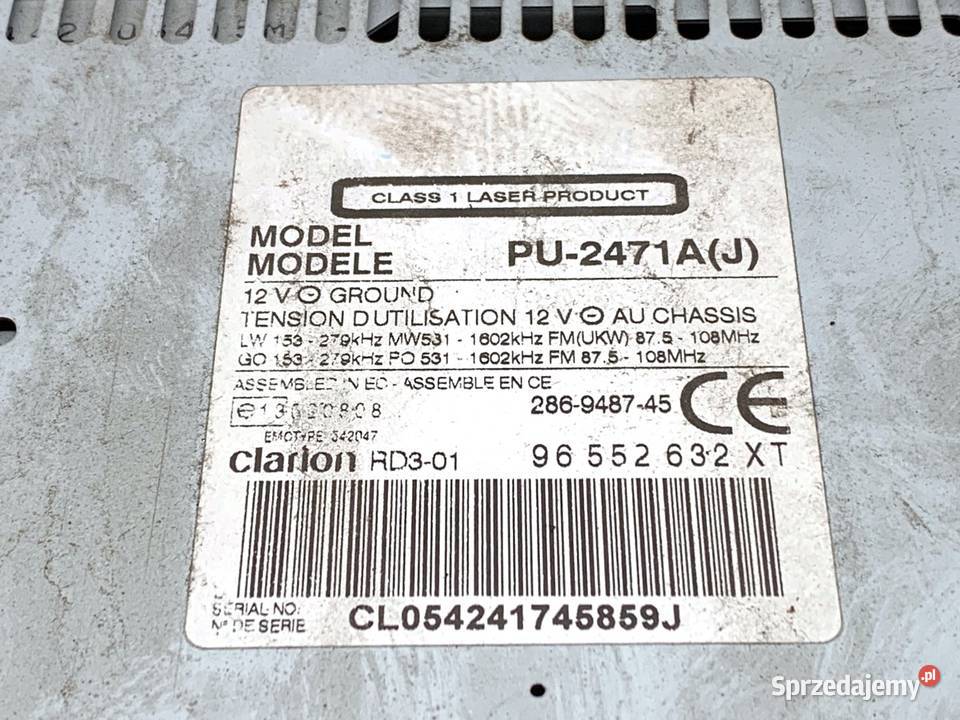 CLASS 1 LASER PRODUCT
MODEL
MODELE
PU-2471A(J)
12 V ⊖ GROUND
TENSION D'UTILISATION 12 V ⊖ AU CHASSIS
LW 153 - 279kHz MW531 - 1602kHz FM(UKW) 87.5 - 108MHz
GO 153 - 279kHz PO 531 - 1602kHz FM 87.5 - 108MHz
ASSEMBLED IN EC - ASSEMBLE EN CE
286-9487-45 CE
e13
EMCTYPE 042047
clarion RD3-01 96 552 632 XT
SERIAL NO.
N° DE SERIE
CL054241745859J
Sprzedajemy.pl